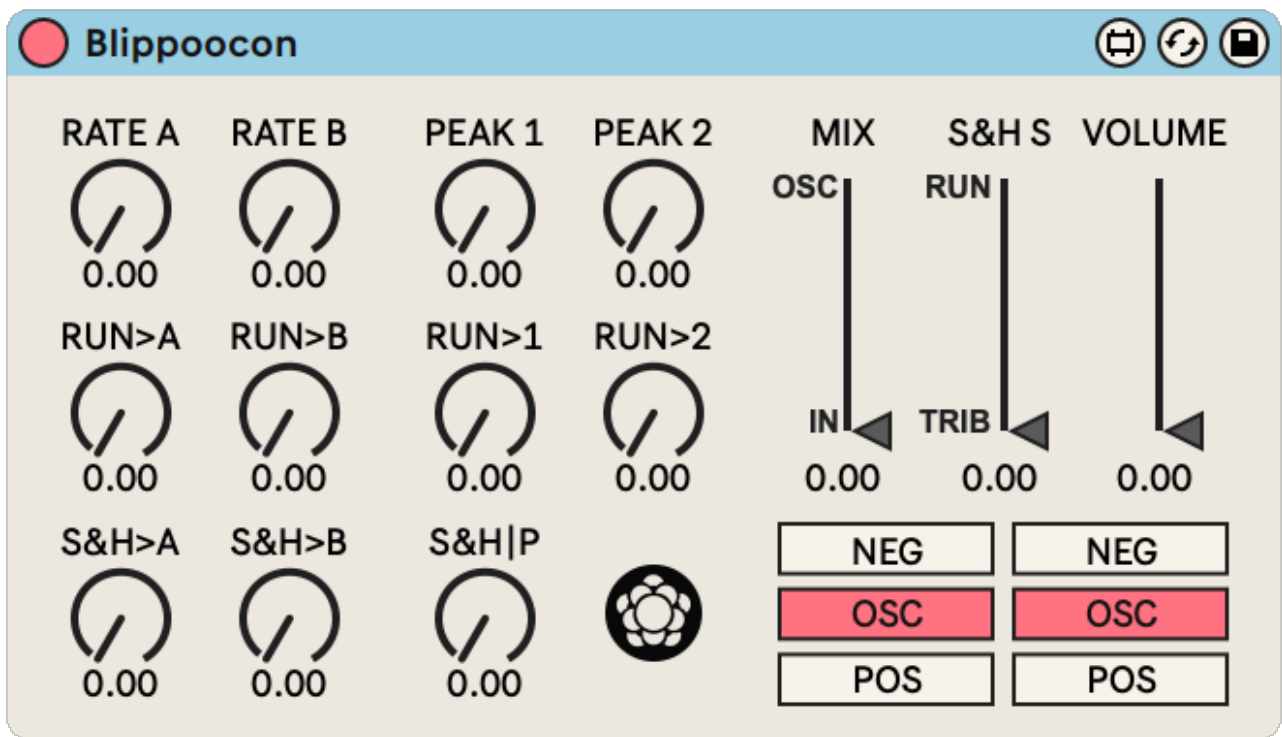 Blippoocon
RATE A RATE B PEAK 1 PEAK 2 MIX S&H S VOLUME
OSC RUN
0.00 0.00 0.00 0.00
RUN>A RUN>B RUN>1 RUN>2
IN TRIB
0.00 0.00 0.00 0.00 0.00 0.00 0.00
S&H>A S&H>B S&H|P
NEG NEG
OSC OSC
0.00 0.00 0.00 POS POS